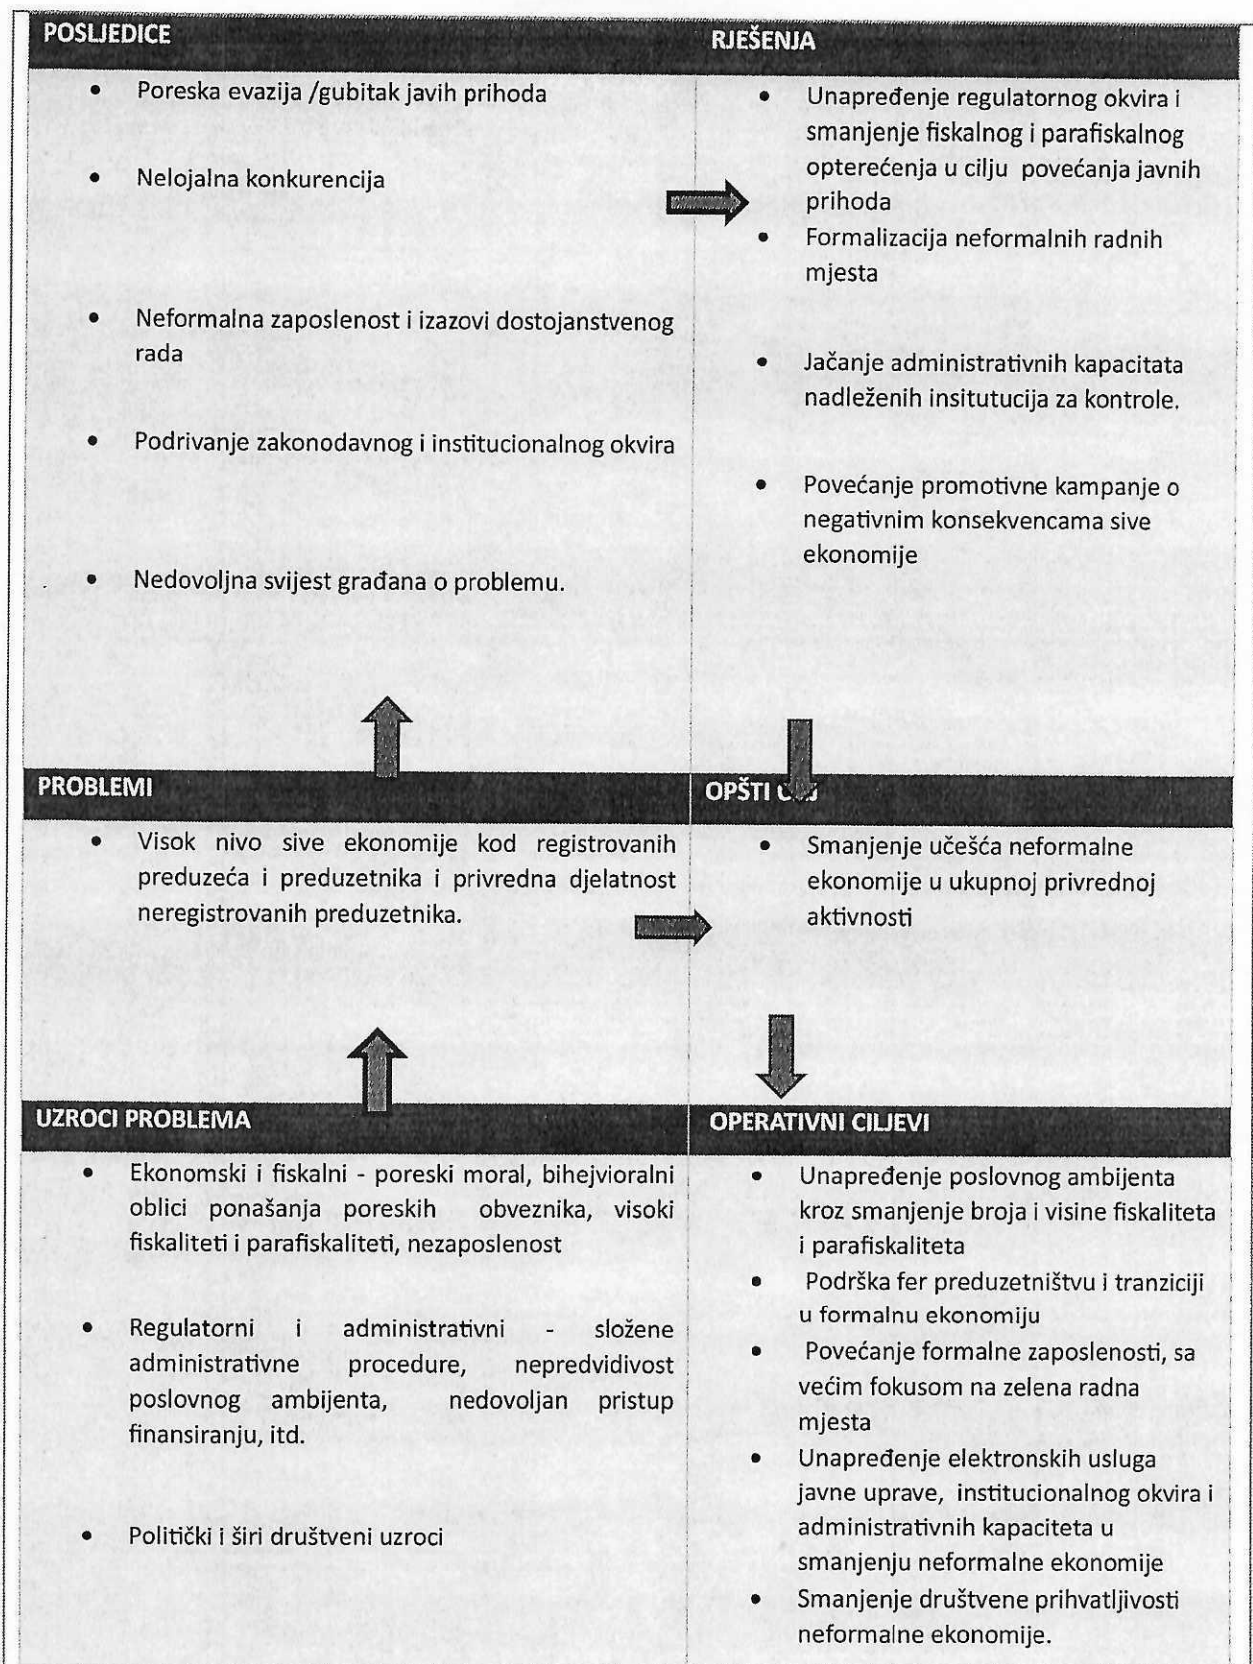 POSLJEDICE
Poreska evazija /gubitak javih prihoda
Nelojalna konkurencija
Neformalna zaposlenost i izazovi dostojanstvenog
rada
Podrivanje zakonodavnog i institucionalnog okvira
Nedovoljna svijest građana o problemu.
RJEŠENJA
Unapređenje regulatornog okvira i
smanjenje fiskalnog i parafiskalnog
opterećenja u cilju povećanja javnih
prihoda
Formalizacija neformalnih radnih
mjesta
Jačanje administrativnih kapacitata
nadleženih insitutucija za kontrole.
Povećanje promotivne kampanje o
negativnim konsekvencama sive
ekonomije
PROBLEMI
Visok nivo sive ekonomije kod registrovanih
preduzeća i preduzetnika i privredna djelatnost
neregistrovanih preduzetnika.
OPŠTI
Smanjenje učešća neformalne
ekonomije u ukupnoj privrednoj
aktivnosti
UZROCI PROBLEMA
Ekonomski i fiskalni - poreski moral, bihejvioralni
oblici ponašanja poreskih obveznika, visoki
fiskaliteti i parafiskaliteti, nezaposlenost
Regulatorni i administrativni - složene
administrativne procedure, nepredvidivost
poslovnog ambijenta, nedovoljan pristup
finansiranju, itd.
Politički i širi društveni uzroci
OPERATIVNI CILJEVI
Unapređenje poslovnog ambijenta
kroz smanjenje broja i visine fiskaliteta
i parafiskaliteta
Podrška fer preduzetništvu i tranziciji
u formalnu ekonomiju
Povećanje formalne zaposlenosti, sa
većim fokusom na zelena radna
mjesta
Unapređenje elektronskih usluga
javne uprave, institucionalnog okvira i
administrativnih kapaciteta u
smanjenju neformalne ekonomije
Smanjenje društvene prihvatljivosti
neformalne ekonomije.